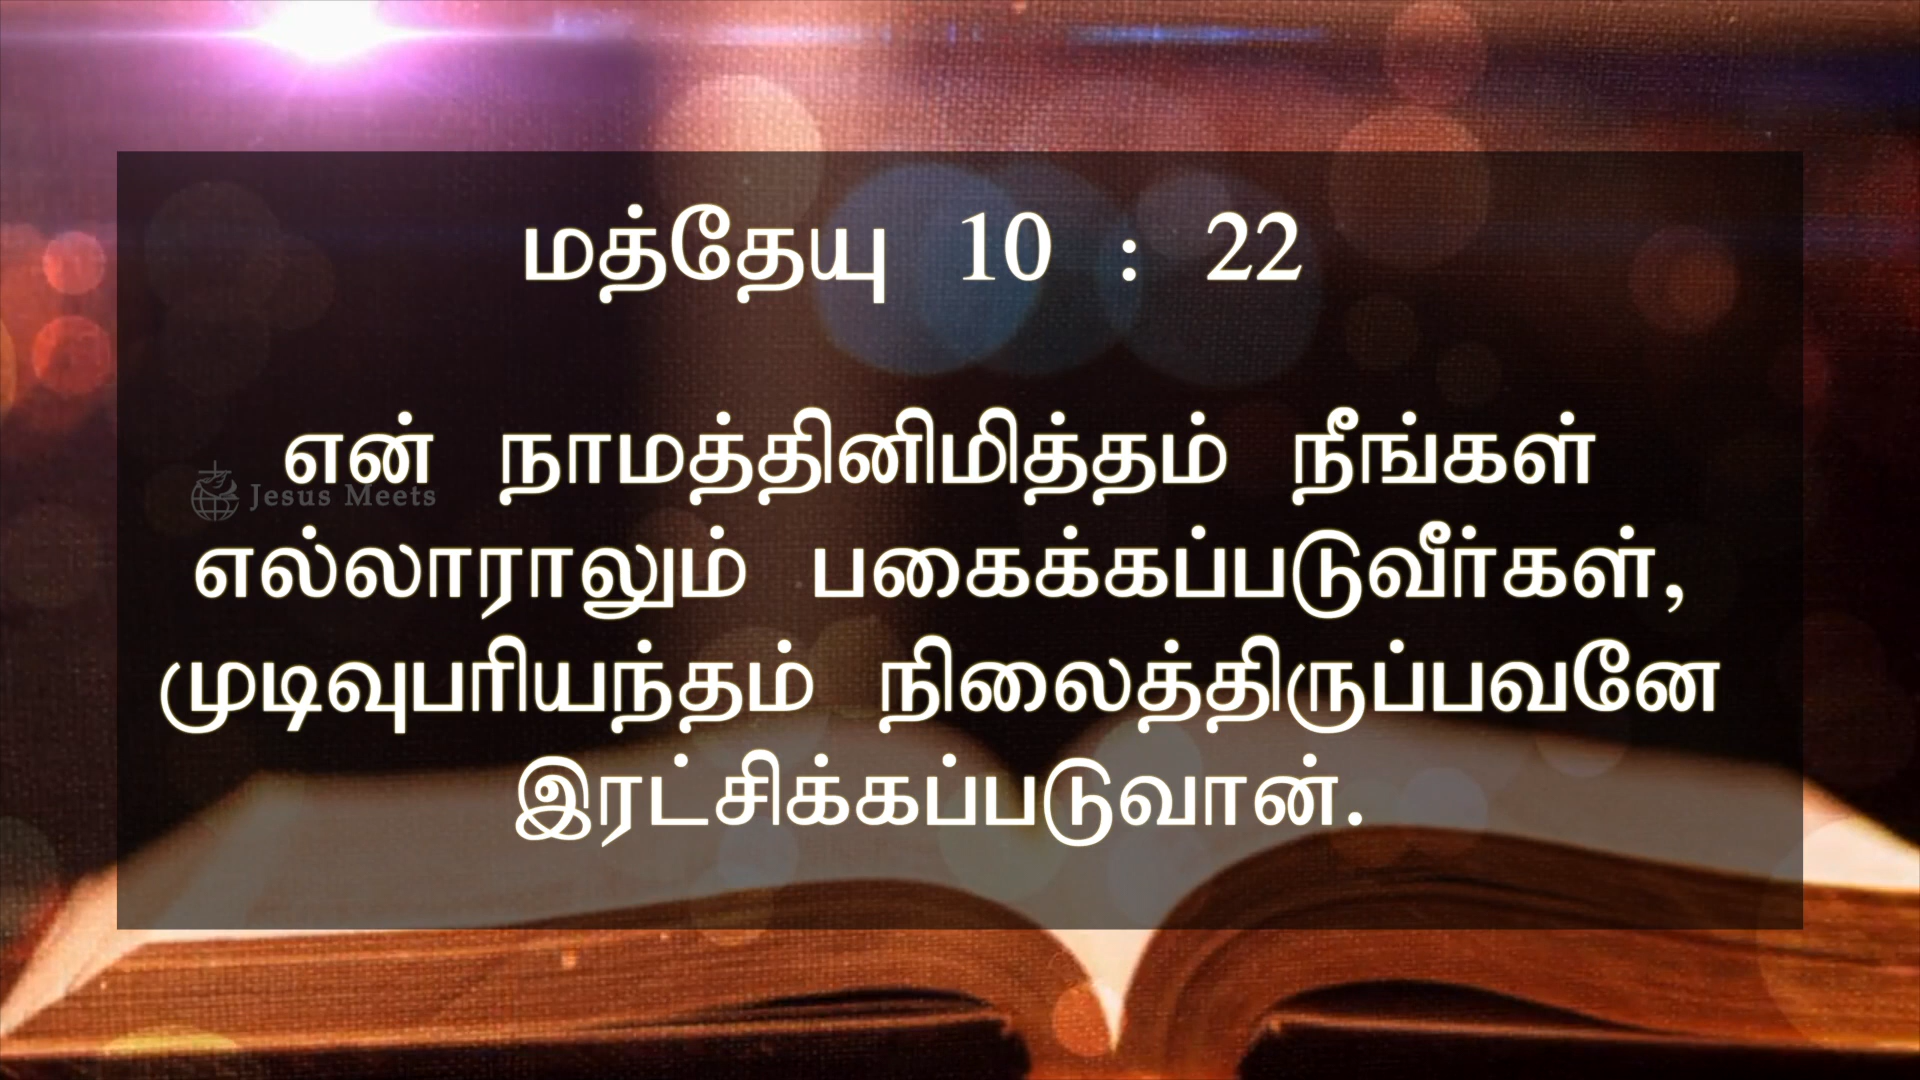 மத்தேயு 10 : 22
என் நாமத்தினிமித்தம் நீங்கள்
Jesus Meets
எல்லாராலும் பகைக்கப்படுவீர்கள்,
முடிவுபரியந்தம் நிலைத்திருப்பவனே
இரட்சிக்கப்படுவான்.